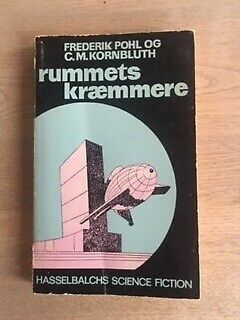 FREDERIK POHL OG
C.M. KORNBLUTH
rummets
kræmmere
HASSELBALCHS SCIENCE FICTION